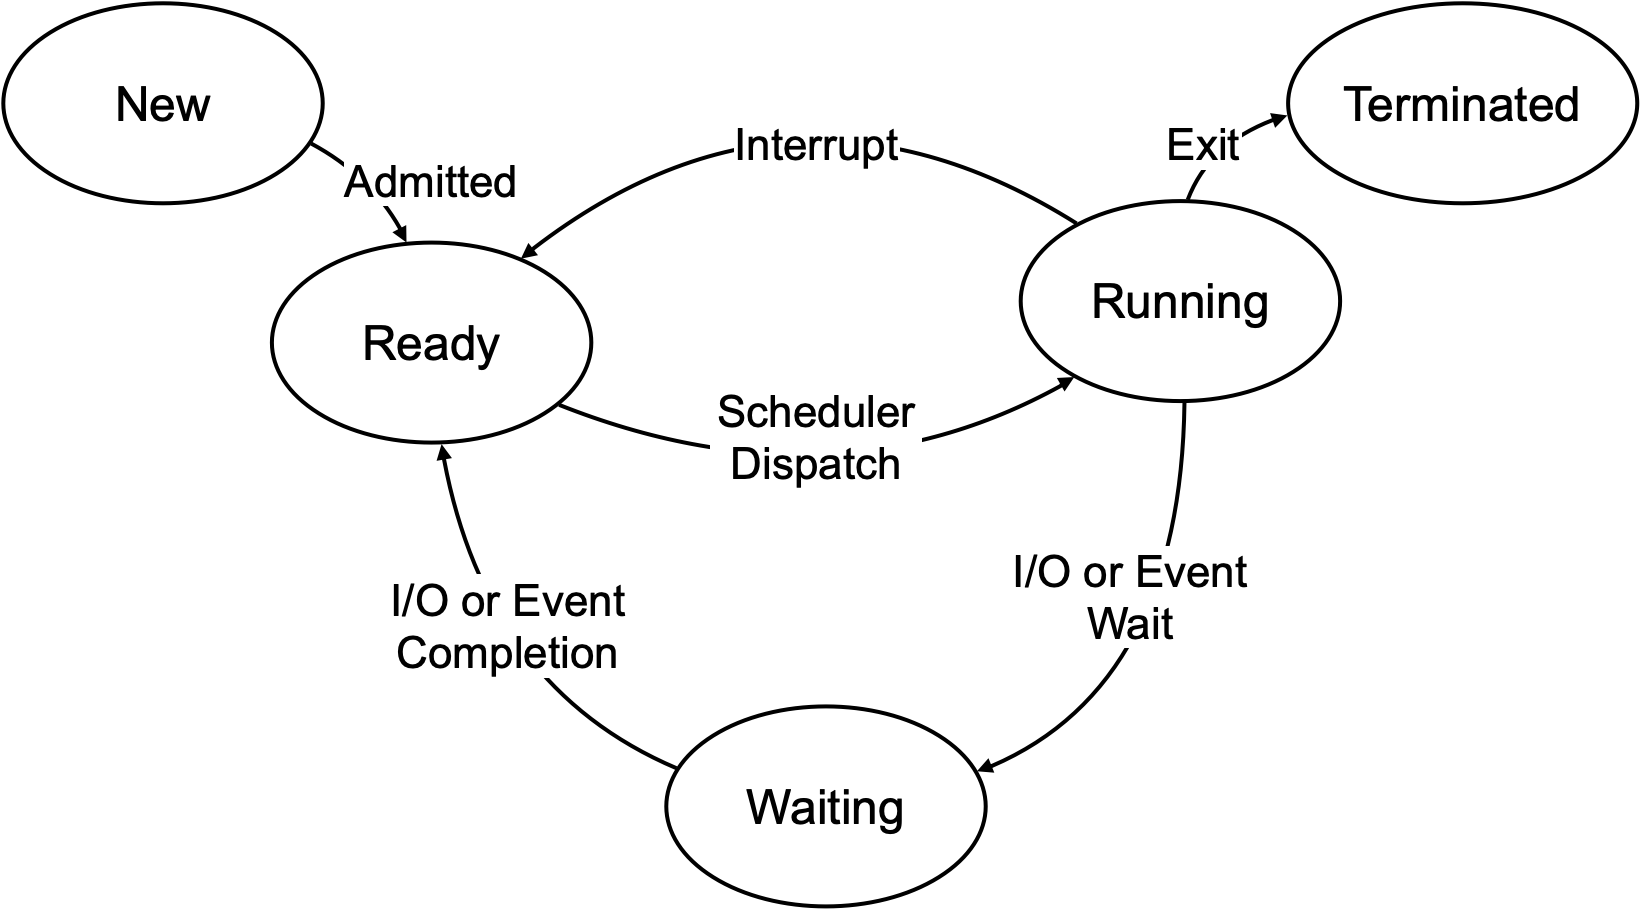 New
Terminated
Interrupt
Exit
Admitted
Running
Ready
Scheduler
Dispatch
I/O or Event
Wait
I/O or Event
Completion
Waiting